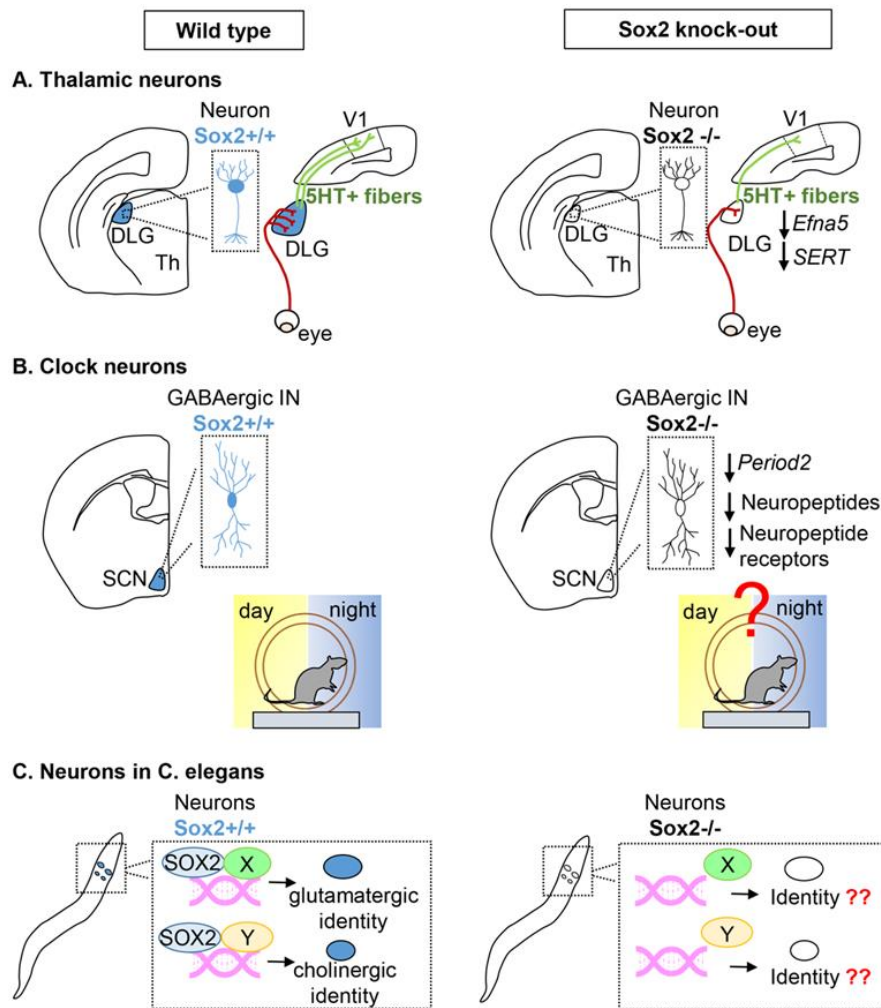 Wild type
Sox2 knock-out
A. Thalamic neurons
Neuron
Sox2+/+
V1
5HT+ fibers
DLG
DLG
Th
eye
Neuron
Sox2 -/-
V1
5HT+ fibers
Efna5
SERT
DLG
DLG
Th
eye
B. Clock neurons
GABAergic IN
Sox2+/+
SCN
day
night
GABAergic IN
Sox2-/-
Period2
Neuropeptides
Neuropeptide
receptors
SCN
day
?
night
C. Neurons in C. elegans
Neurons
Sox2+/+
SOX2
X
glutamatergic
identity
SOX2
Y
cholinergic
identity
Neurons
Sox2-/-
X
Identity ??
Y
Identity ??